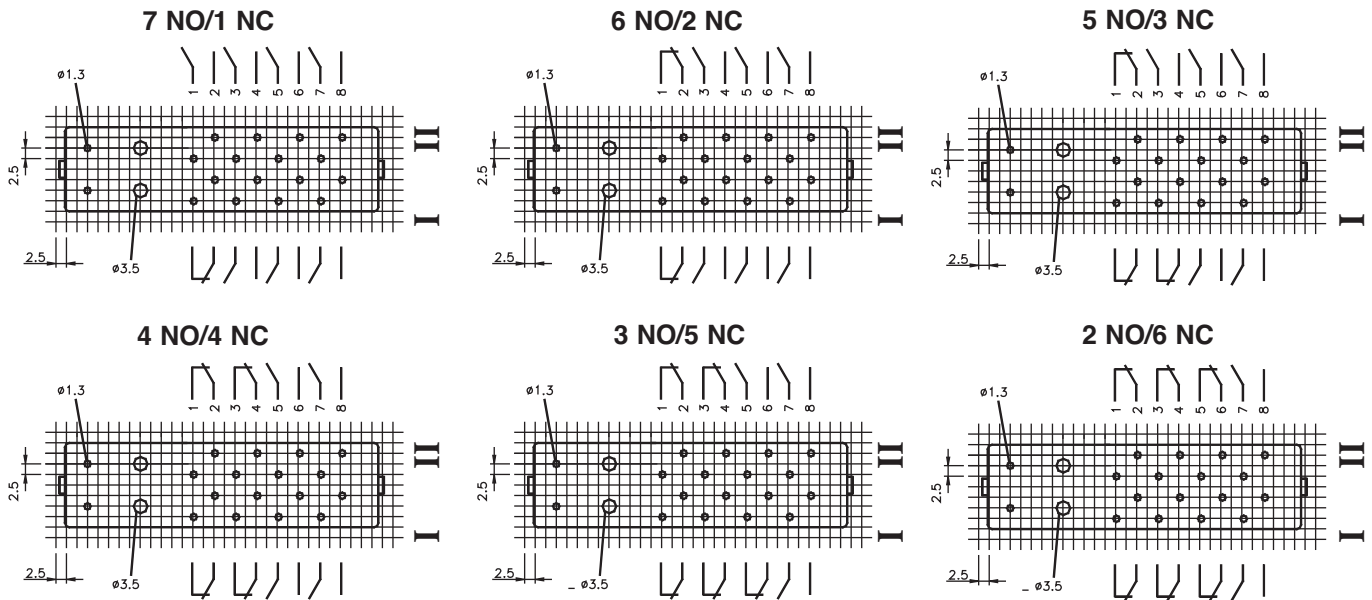 7 NO/1 NC
ø1.3
1 2 3 4 5 6 7 8
2.5
II
I
2.5
ø3.5
6 NO/2 NC
ø1.3
1 2 3 4 5 6 7 8
2.5
II
I
2.5
ø3.5
5 NO/3 NC
ø1.3
1 2 3 4 5 6 7 8
2.5
II
I
2.5
ø3.5
4 NO/4 NC
ø1.3
1 2 3 4 5 6 7 8
2.5
II
I
2.5
ø3.5
3 NO/5 NC
ø1.3
1 2 3 4 5 6 7 8
2.5
II
I
2.5
_ ø3.5
2 NO/6 NC
ø1.3
1 2 3 4 5 6 7 8
2.5
II
I
2.5
_ ø3.5